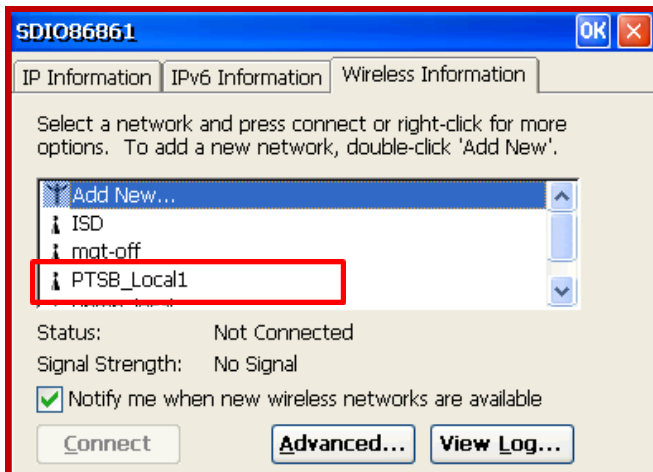 SDIO86861 OK
IP Information IPv6 Information Wireless Information
Select a network and press connect or right-click for more
options. To add a new network, double-click 'Add New'.
Add New...
ISD
mgt-off
PTSB_Local1
Status: Not Connected
Signal Strength: No Signal
Notify me when new wireless networks are available
Connect Advanced... View Log...